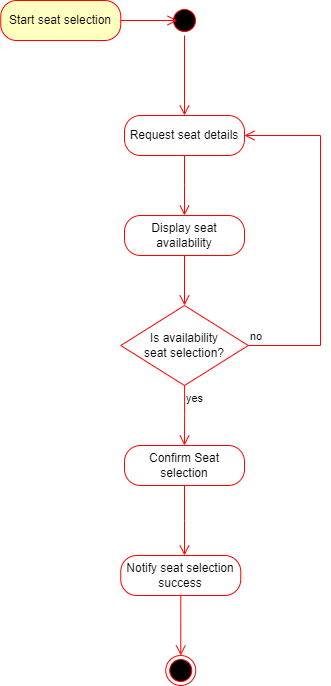 Start seat selection
Request seat details
Display seat
availability
Is availability
seat selection?
no
yes
Confirm Seat
selection
Notify seat selection
success